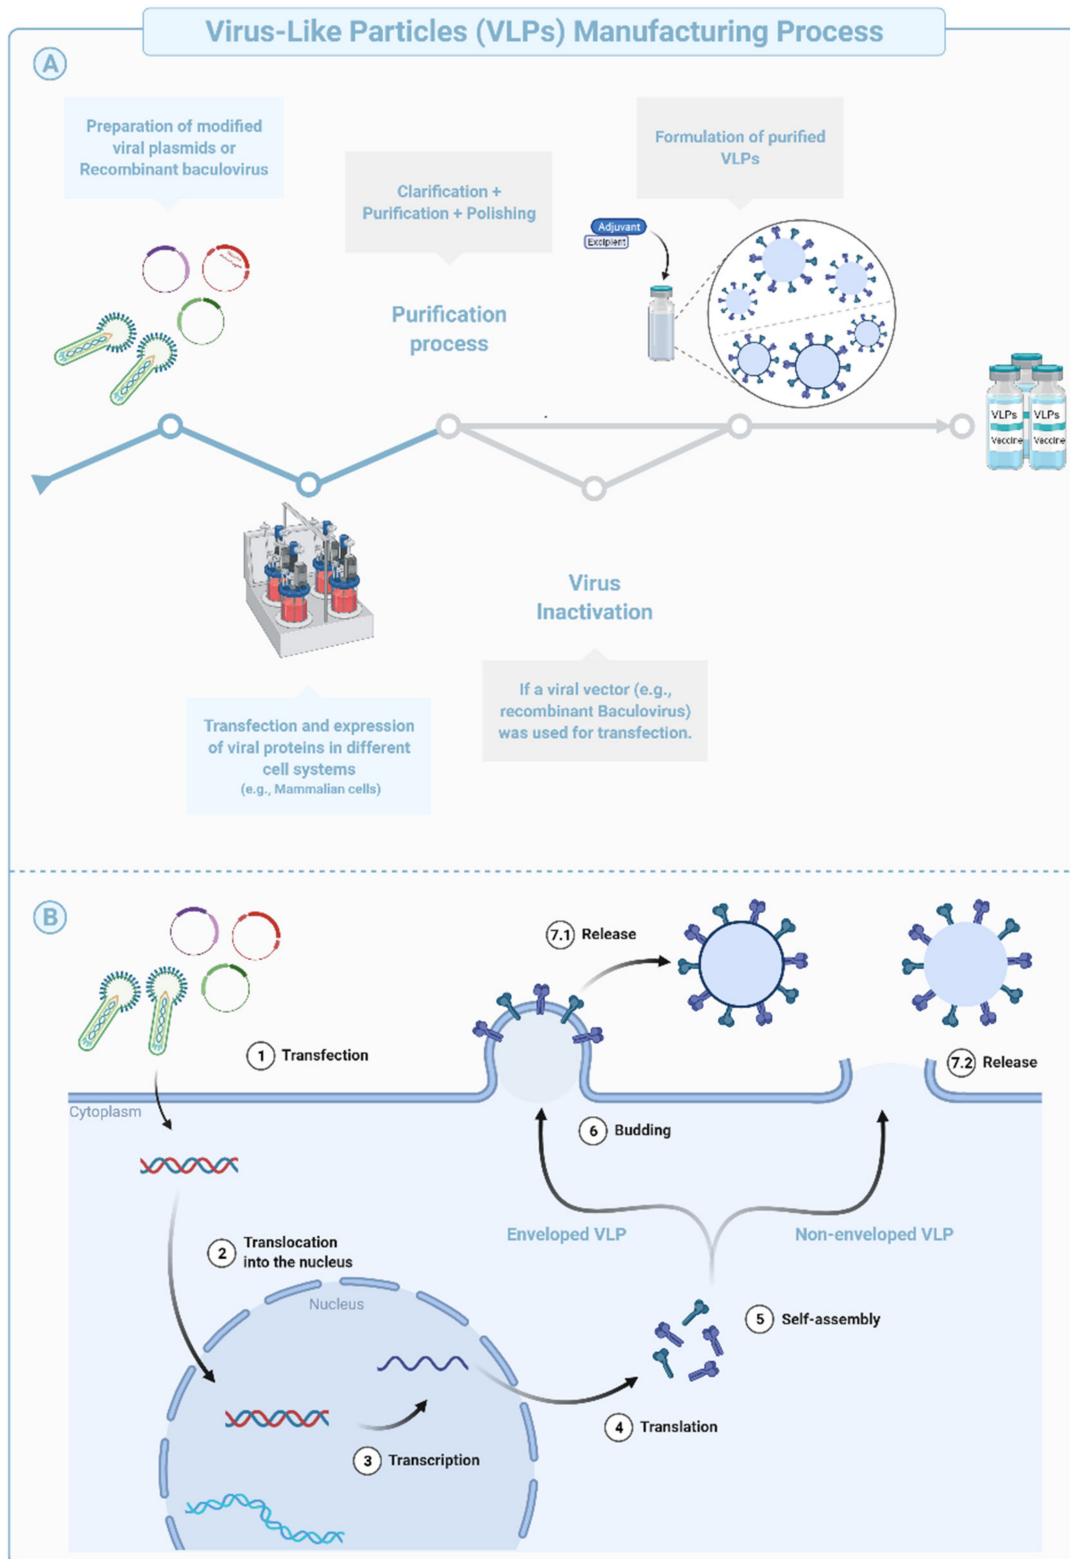 Virus-Like Particles (VLPs) Manufacturing Process
A
Preparation of modified
viral plasmids or
Recombinant baculovirus
Clarification +
Purification + Polishing
Formulation of purified
VLPs
Adjuvant
Excipient
Purification
process
VLPs
VLPs
Vaccine
Vaccine
Virus
Inactivation
If a viral vector (e.g.,
recombinant Baculovirus)
was used for transfection.
Transfection and expression
of viral proteins in different
cell systems
(e.g., Mammalian cells)
B
7.1 Release
1 Transfection
7.2 Release
Cytoplasm
6 Budding
Enveloped VLP
Non-enveloped VLP
2 Translocation
into the nucleus
Nucleus
5 Self-assembly
4 Translation
3 Transcription